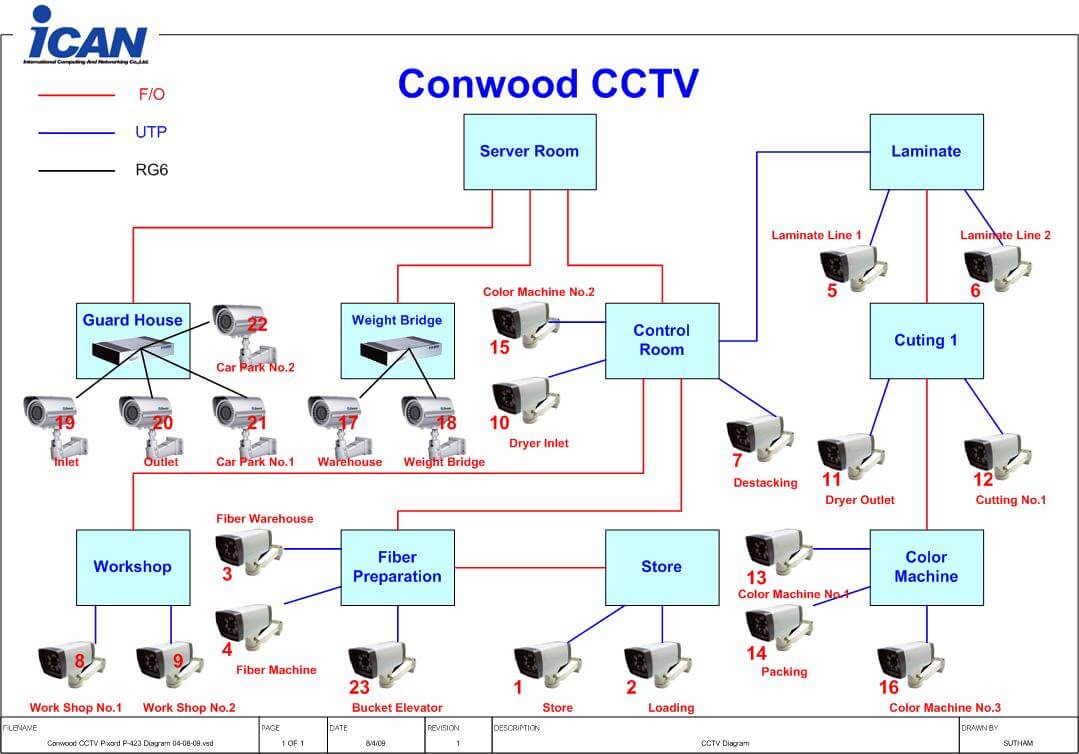 iCAN
International Computing And Networking Co.,Ltd.
Conwood CCTV
F/O
UTP
RG6
Server Room
Laminate
Laminate Line 1
5
Laminate Line 2
6
Guard House
22
Car Park No.2
Weight Bridge
Color Machine No.2
15
Control
Room
Cuting 1
19
Inlet
20
Outlet
21
Car Park No.1
17
Warehouse
18
Weight Bridge
10
Dryer Inlet
7
Destacking
11
Dryer Outlet
12
Cutting No.1
Workshop
Fiber Warehouse
3
Fiber
Preparation
Store
13
Color Machine No.1
Color
Machine
4
Fiber Machine
14
Packing
8
Work Shop No.1
9
Work Shop No.2
23
Bucket Elevator
1
Store
2
Loading
16
Color Machine No.3
FILENAME
Conwood CCTV Pixord P-423 Diagram 04-08-09.vsd
PAGE
1 OF 1
DATE
8/4/09
REVISION
1
DESCRIPTION
CCTV Diagram
DRAWN BY
SUTHAM